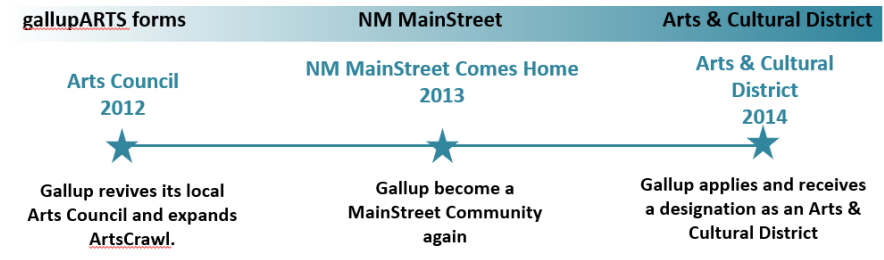 gallupARTS forms
NM MainStreet
Arts & Cultural District
Arts Council
2012
NM MainStreet Comes Home
2013
Arts & Cultural
District
2014
Gallup revives its local
Arts Council and expands
ArtsCrawl.
Gallup become a
MainStreet Community
again
Gallup applies and receives
a designation as an Arts &
Cultural District